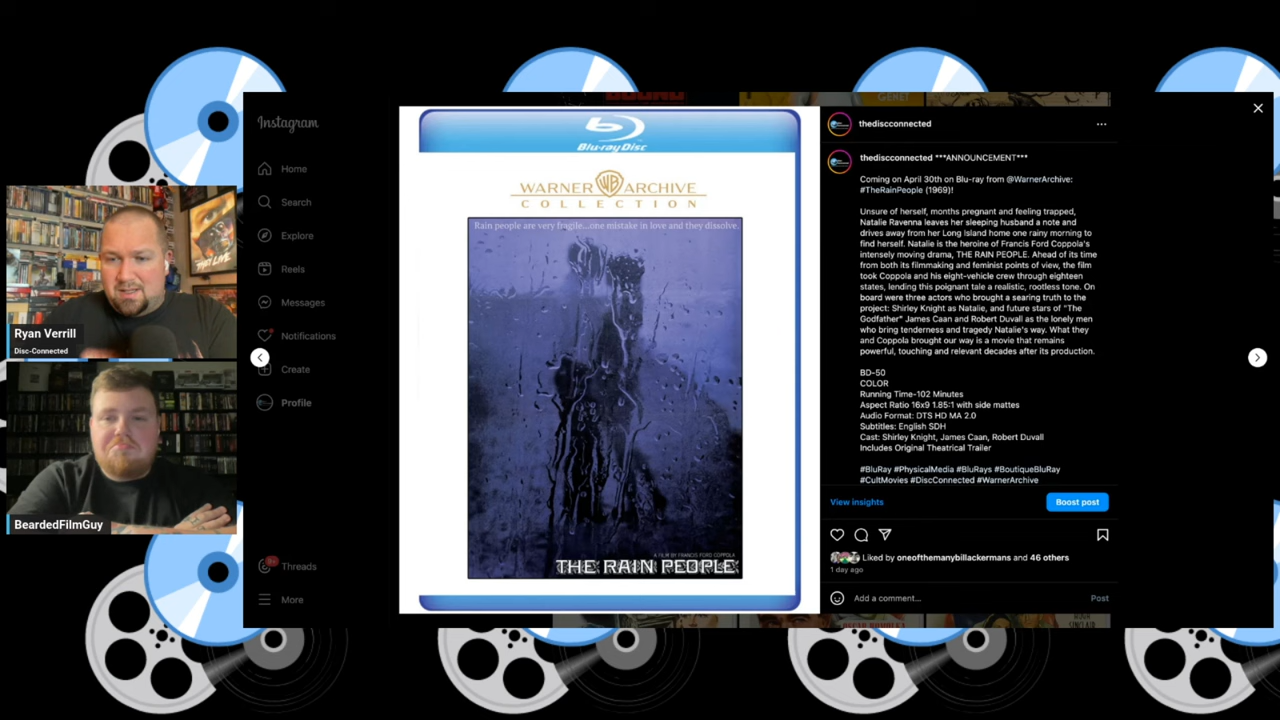 Ryan Verrill
Disc-Connected
BeardedFilmGuy
Instagram
Home
Search
Explore
Reels
Messages
Notifications
Create
Profile
Threads
More
GENET
Blu-ray Disc
WARNER WB ARCHIVE
COLLECTION
Rain people are very fragile...one mistake in love and they dissolve.
A FILM BY FRANCIS FORD COPPOLA
THE RAIN PEOPLE
thediscconnected
thediscconnected ***ANNOUNCEMENT***
Coming on April 30th on Blu-ray from @WarnerArchive:
#TheRainPeople (1969)!
Unsure of herself, months pregnant and feeling trapped,
Natalie Ravenna leaves her sleeping husband a note and
drives away from her Long Island home one rainy morning to
find herself. Natalie is the heroine of Francis Ford Coppola's
intensely moving drama, THE RAIN PEOPLE. Ahead of its time
from both its filmmaking and feminist points of view, the film
took Coppola and his eight-vehicle crew through eighteen
states, lending this poignant tale a realistic, rootless tone. On
board were three actors who brought a searing truth to the
project: Shirley Knight as Natalie, and future stars of "The
Godfather" James Caan and Robert Duvall as the lonely men
who bring tenderness and tragedy Natalie's way. What they
and Coppola brought our way is a movie that remains
powerful, touching and relevant decades after its production.
BD-50
COLOR
Running Time-102 Minutes
Aspect Ratio 16x9 1.85:1 with side mattes
Audio Format: DTS HD MA 2.0
Subtitles: English SDH
Cast: Shirley Knight, James Caan, Robert Duvall
Includes Original Theatrical Trailer
#BluRay #PhysicalMedia #BluRays #BoutiqueBluRay
#CultMovies #DiscConnected #WarnerArchive
View insights
Boost post
Liked by oneofthemanybillackermans and 46 others
1 day ago
Add a comment...
Post